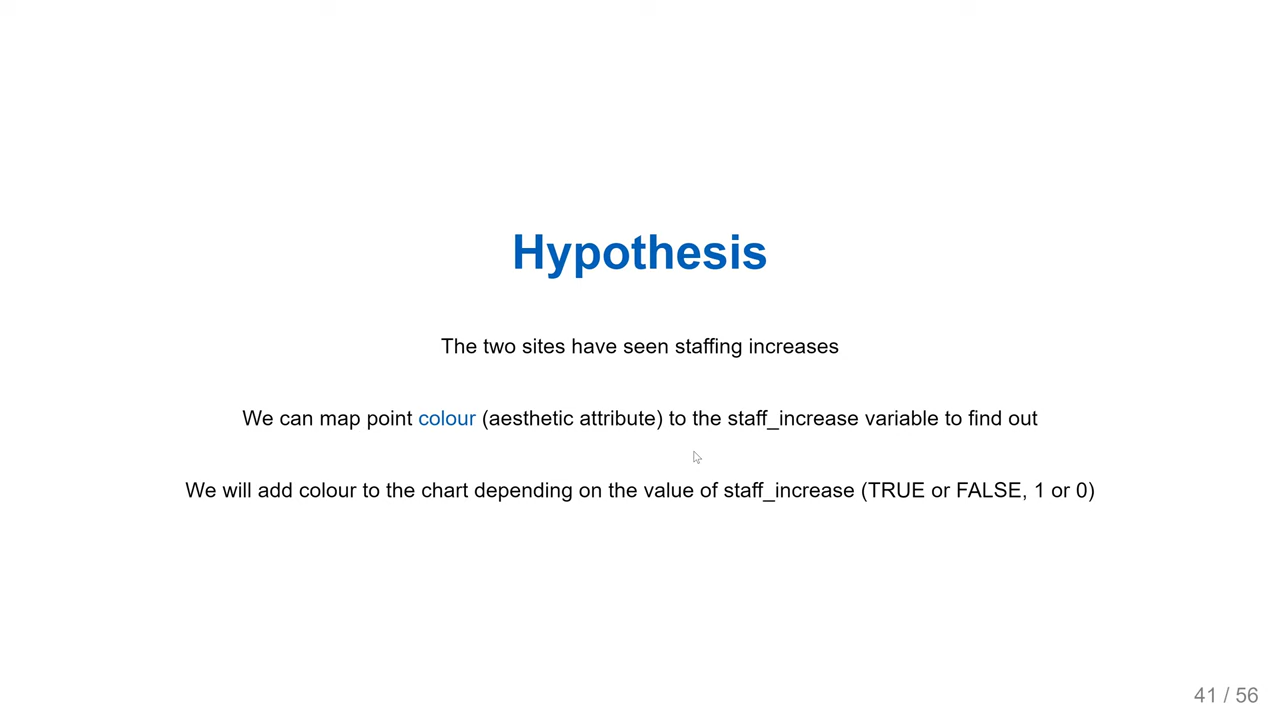 Hypothesis
The two sites have seen staffing increases
We can map point colour (aesthetic attribute) to the staff_increase variable to find out
We will add colour to the chart depending on the value of staff_increase (TRUE or FALSE, 1 or 0)
41 / 56